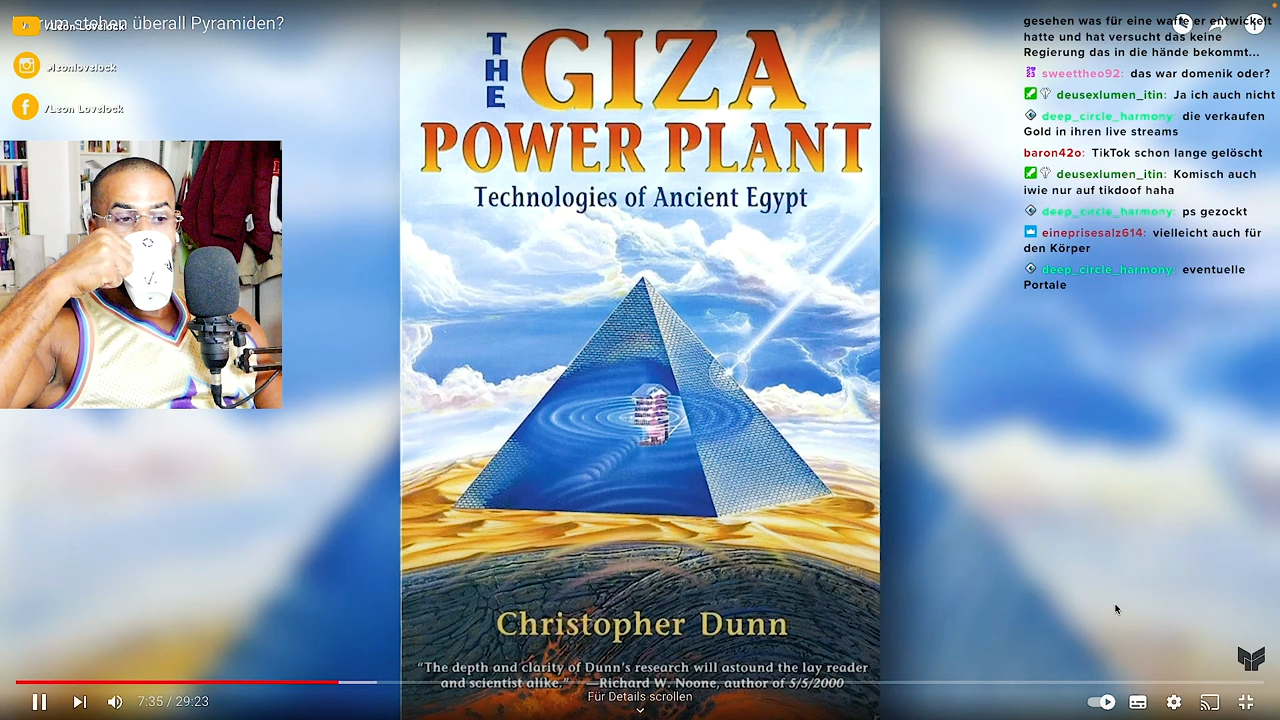 rum stehen überall Pyramiden?
/Leon Lovelock
/leonlovelock
/Leon Lovelock
THE
GIZA
POWER PLANT
Technologies of Ancient Egypt
Christopher Dunn
“The depth and clarity of Dunn’s research will astound the lay reader
and scientist alike.” —Richard W. Noone, author of 5/5/2000
Für Details scrollen
7:35 / 29:23
gesehen was für eine waffe er entwickelt
hatte und hat versucht das keine
Regierung das in die hände bekommt...
sweettheo92: das war domenik oder?
deusexlumen_itin: Ja ich auch nicht
deep_circle_harmony: die verkaufen
Gold in ihren live streams
baron42o: TikTok schon lange gelöscht
deusexlumen_itin: Komisch auch
iwie nur auf tikdoof haha
deep_circle_harmony: ps gezockt
eineprisesalz614: vielleicht auch für
den Körper
deep_circle_harmony: eventuelle
Portale